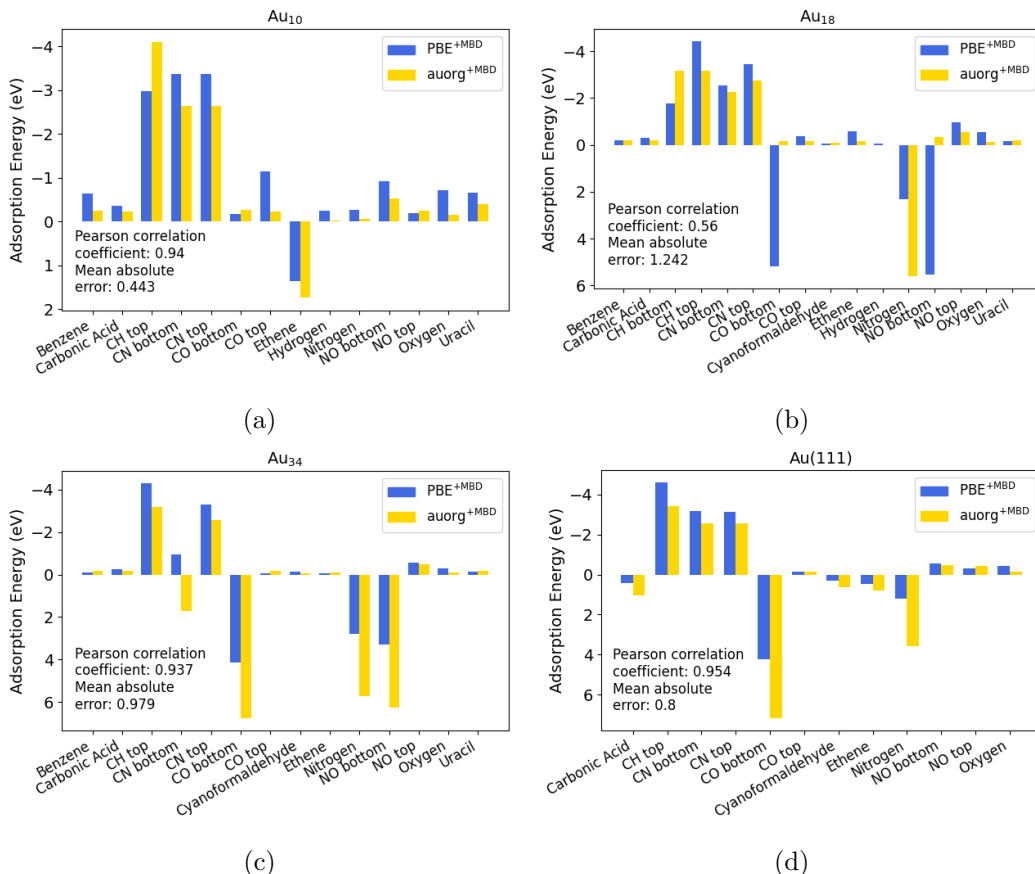 Au₁₀
Adsorption Energy (eV)
−4
−3
−2
−1
0
1
2
PBE⁺ᴹᴮᴰ
auorg⁺ᴹᴮᴰ
Pearson correlation
coefficient: 0.94
Mean absolute
error: 0.443
Benzene
Carbonic Acid
CH top
CN bottom
CN top
CO bottom
CO top
Ethene
Hydrogen
Nitrogen
NO bottom
NO top
Oxygen
Uracil
(a)
Au₁₈
Adsorption Energy (eV)
−4
−2
0
2
4
6
PBE⁺ᴹᴮᴰ
auorg⁺ᴹᴮᴰ
Pearson correlation
coefficient: 0.56
Mean absolute
error: 1.242
Benzene
Carbonic Acid
CH bottom
CH top
CN bottom
CN top
CO bottom
CO top
Cyanoformaldehyde
Ethene
Hydrogen
Nitrogen
NO bottom
NO top
Oxygen
Uracil
(b)
Au₃₄
Adsorption Energy (eV)
−4
−2
0
2
4
6
PBE⁺ᴹᴮᴰ
auorg⁺ᴹᴮᴰ
Pearson correlation
coefficient: 0.937
Mean absolute
error: 0.979
Benzene
Carbonic Acid
CH top
CN bottom
CN top
CO bottom
CO top
Cyanoformaldehyde
Ethene
Nitrogen
NO bottom
NO top
Oxygen
Uracil
(c)
Au(111)
Adsorption Energy (eV)
−4
−2
0
2
4
6
PBE⁺ᴹᴮᴰ
auorg⁺ᴹᴮᴰ
Pearson correlation
coefficient: 0.954
Mean absolute
error: 0.8
Carbonic Acid
CH top
CN bottom
CN top
CO bottom
CO top
Cyanoformaldehyde
Ethene
Nitrogen
NO bottom
NO top
Oxygen
(d)